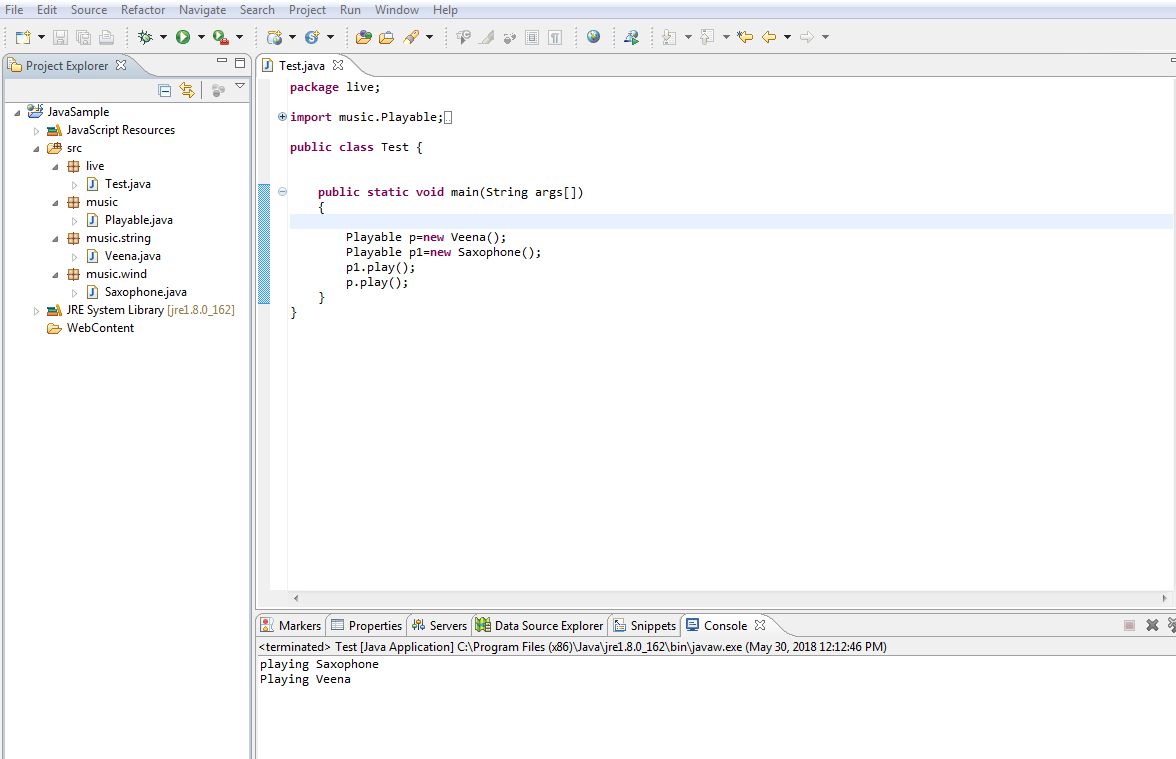 File Edit Source Refactor Navigate Search Project Run Window Help
Project Explorer
JavaSample
JavaScript Resources
src
live
Test.java
music
Playable.java
music.string
Veena.java
music.wind
Saxophone.java
JRE System Library [jre1.8.0_162]
WebContent
Test.java
package live;
import music.Playable;
public class Test {
public static void main(String args[])
{
Playable p=new Veena();
Playable p1=new Saxophone();
p1.play();
p.play();
}
}
Markers Properties Servers Data Source Explorer Snippets Console
<terminated> Test [Java Application] C:\Program Files (x86)\Java\jre1.8.0_162\bin\javaw.exe (May 30, 2018 12:12:46 PM)
playing Saxophone
Playing Veena